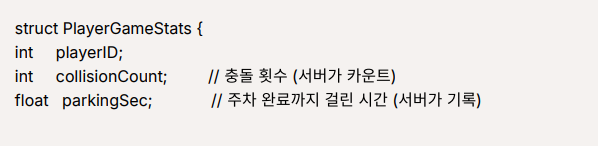 struct PlayerGameStats {
int playerID;
int collisionCount; // 충돌 횟수 (서버가 카운트)
float parkingSec; // 주차 완료까지 걸린 시간 (서버가 기록)